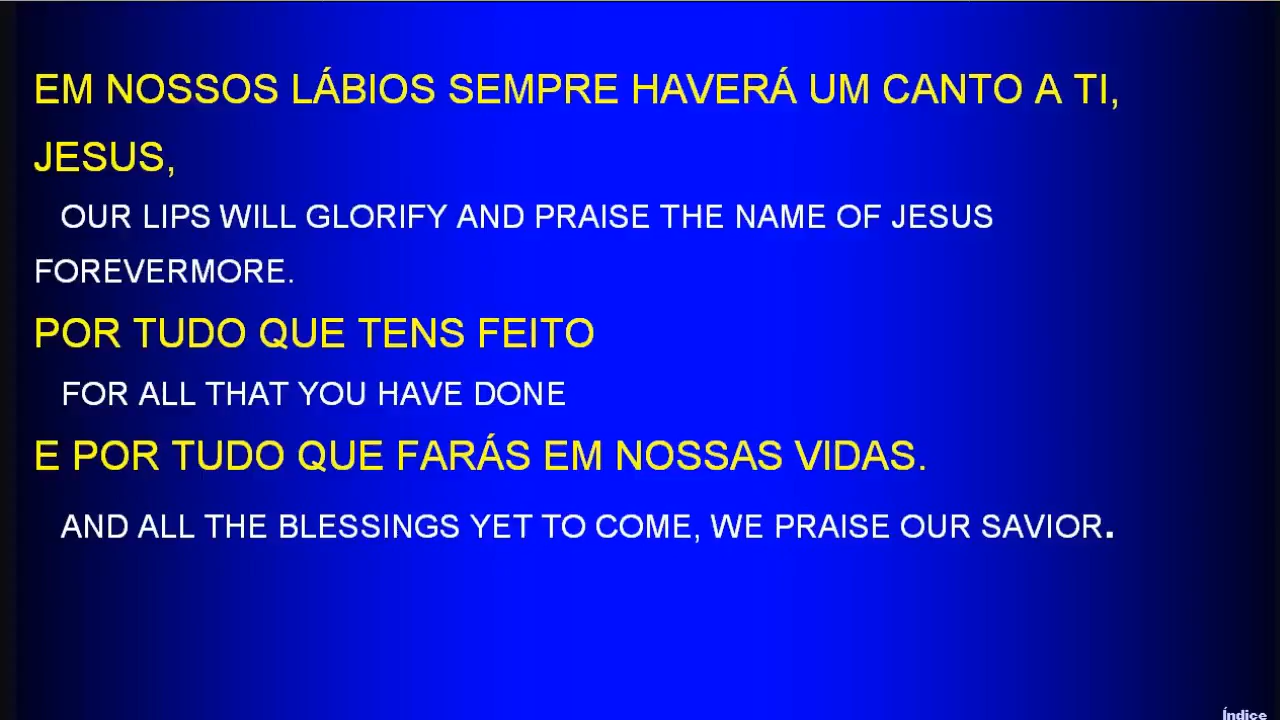 EM NOSSOS LÁBIOS SEMPRE HAVERÁ UM CANTO A TI,
JESUS,
OUR LIPS WILL GLORIFY AND PRAISE THE NAME OF JESUS
FOREVERMORE.
POR TUDO QUE TENS FEITO
FOR ALL THAT YOU HAVE DONE
E POR TUDO QUE FARÁS EM NOSSAS VIDAS.
AND ALL THE BLESSINGS YET TO COME, WE PRAISE OUR SAVIOR.
Índice